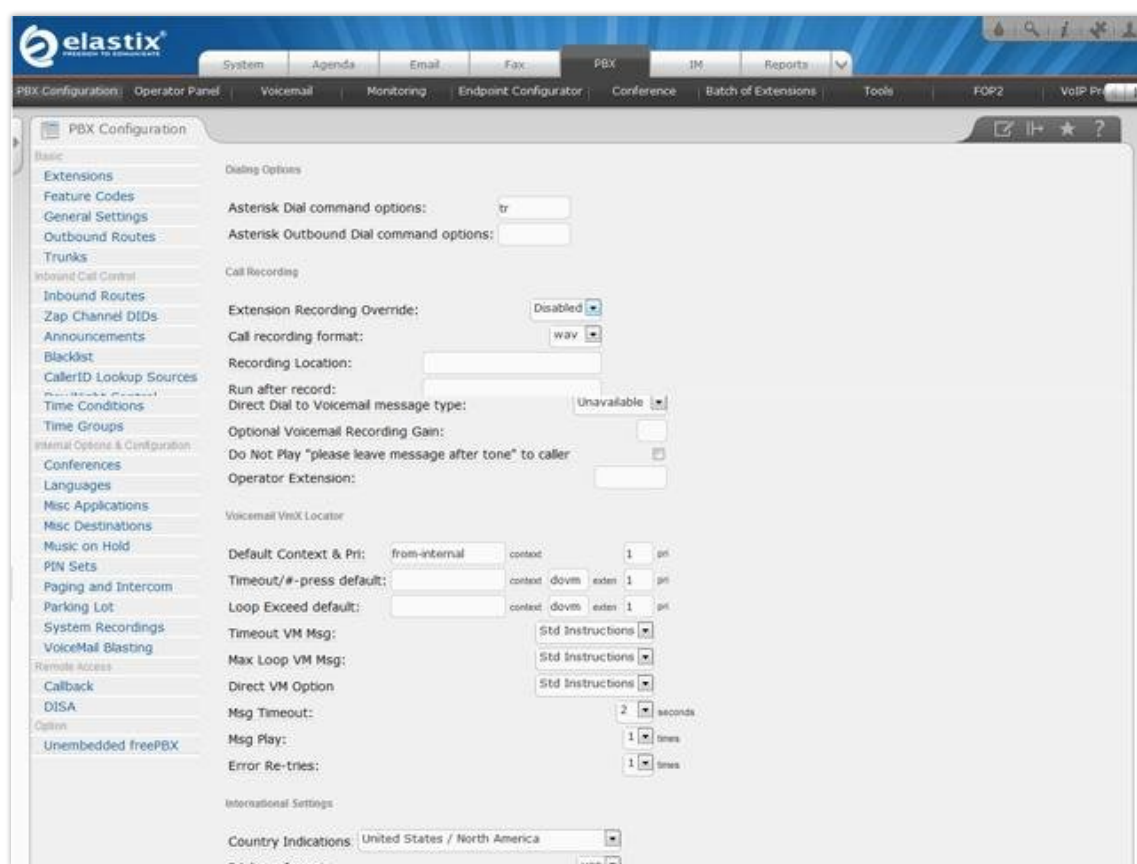 elastix®
FREEDOM TO COMMUNICATE
System Agenda Email Fax PBX IM Reports
PBX Configuration Operator Panel Voicemail Monitoring Endpoint Configurator Conference Batch of Extensions Tools FOP2 VoIP
PBX Configuration
Basic
Extensions
Feature Codes
General Settings
Outbound Routes
Trunks
Inbound Call Control
Inbound Routes
Zap Channel DIDs
Announcements
Blacklist
CallerID Lookup Sources
Time Conditions
Time Groups
Internal Options & Configuration
Conferences
Languages
Misc Applications
Misc Destinations
Music on Hold
PIN Sets
Paging and Intercom
Parking Lot
System Recordings
VoiceMail Blasting
Remote Access
Callback
DISA
Option
Unembedded freePBX
Dialing Options
Asterisk Dial command options: tr
Asterisk Outbound Dial command options:
Call Recording
Extension Recording Override: Disabled
Call recording format: wav
Recording Location:
Run after record:
Direct Dial to Voicemail message type: Unavailable
Optional Voicemail Recording Gain:
Do Not Play "please leave message after tone" to caller
Operator Extension:
Voicemail VmX Locator
Default Context & Pri: from-internal context 1 pri
Timeout/#-press default: context dovm exten 1 pri
Loop Exceed default: context dovm exten 1 pri
Timeout VM Msg: Std Instructions
Max Loop VM Msg: Std Instructions
Direct VM Option Std Instructions
Msg Timeout: 2 seconds
Msg Play: 1 times
Error Re-tries: 1 times
International Settings
Country Indications: United States / North America